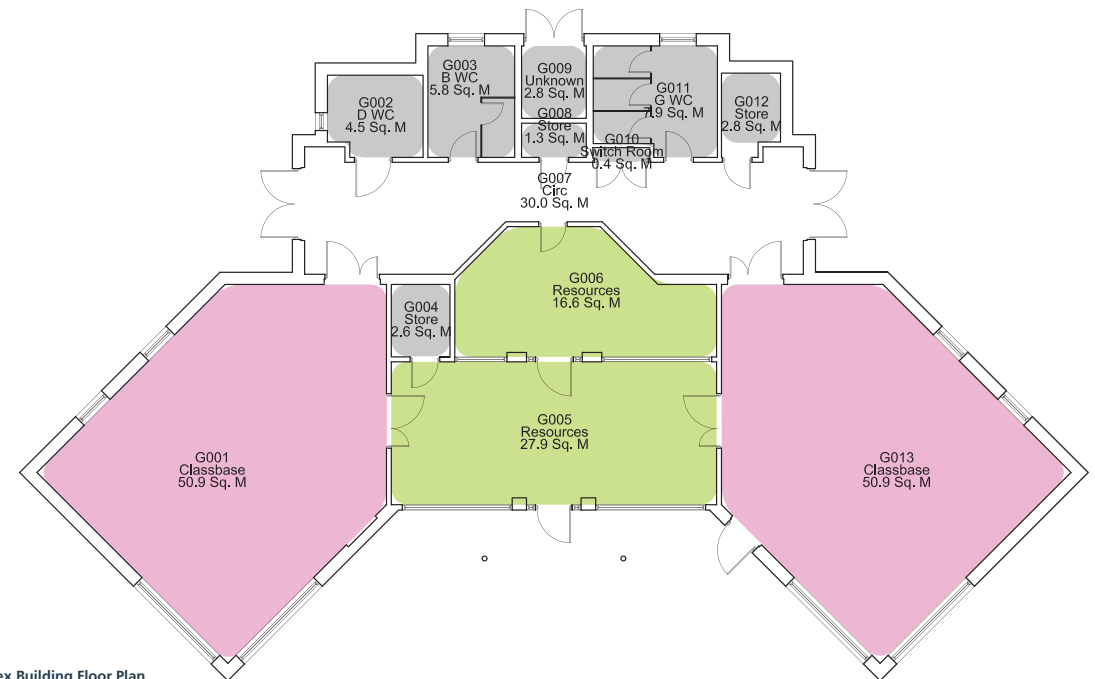 G003
B WC
5.8 Sq. M
G009
Unknown
2.8 Sq. M
G011
G WC
7.9 Sq. M
G002
D WC
4.5 Sq. M
G008
Store
1.3 Sq. M
G012
Store
2.8 Sq. M
G010
Switch Room
0.4 Sq. M
G007
Circ
30.0 Sq. M
G006
Resources
16.6 Sq. M
G004
Store
2.6 Sq. M
G005
Resources
27.9 Sq. M
G001
Classbase
50.9 Sq. M
G013
Classbase
50.9 Sq. M
Building Floor Plan